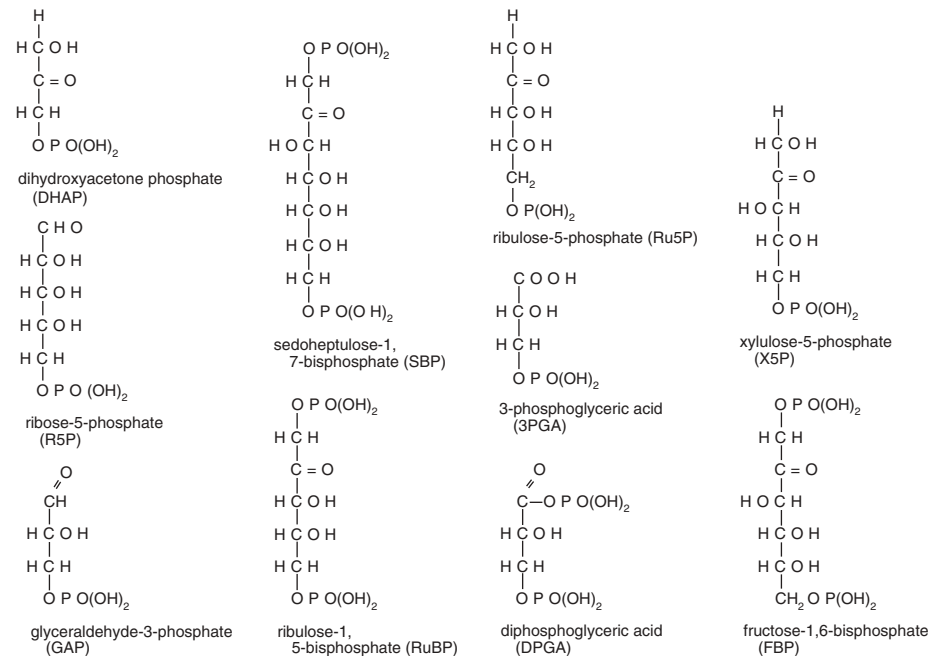 H
H C O H
C = O
H C H
O P O(OH)2
dihydroxyacetone phosphate
(DHAP)
C H O
H C O H
H C O H
H C O H
H C H
O P O (OH)2
ribose-5-phosphate
(R5P)
O
CH
H C O H
H C H
O P O(OH)2
glyceraldehyde-3-phosphate
(GAP)
O P O(OH)2
H C H
C = O
H O C H
H C O H
H C O H
H C O H
H C H
O P O(O H)2
sedoheptulose-1,
7-bisphosphate (SBP)
O P O(OH)2
H C H
C = O
H C O H
H C O H
H C H
O P O(OH)2
ribulose-1,
5-bisphosphate (RuBP)
H
H C O H
C = O
H C O H
H C O H
CH2
O P(OH)2
ribulose-5-phosphate (Ru5P)
C O O H
H C O H
H C H
O P O(OH)2
3-phosphoglyceric acid
(3PGA)
O
C—O P O(OH)2
H C O H
H C H
O P O(OH)2
diphosphoglyceric acid
(DPGA)
H
H C O H
C = O
H O C H
H C O H
H C H
O P O(OH)2
xylulose-5-phosphate
(X5P)
O P O(OH)2
H C H
C = O
H O C H
H C O H
H C O H
CH2 O P(OH)2
fructose-1,6-bisphosphate
(FBP)